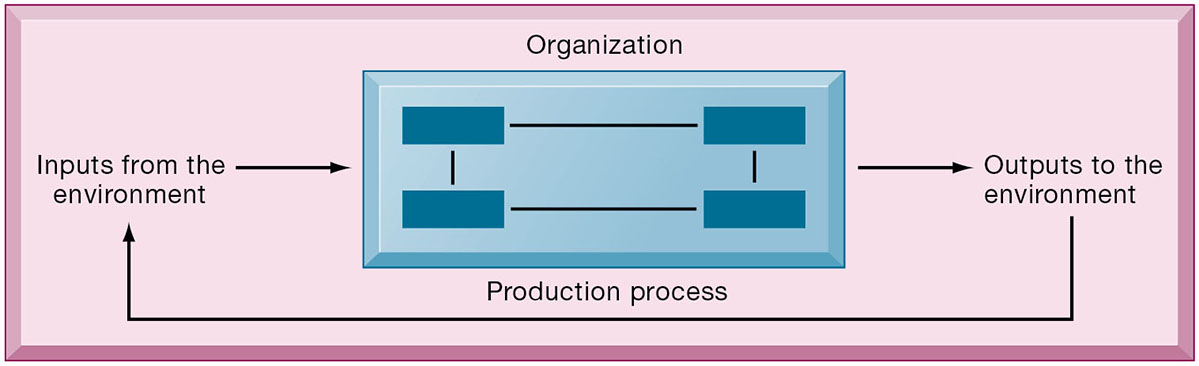 Organization
Inputs from the
environment
Outputs to the
environment
Production process